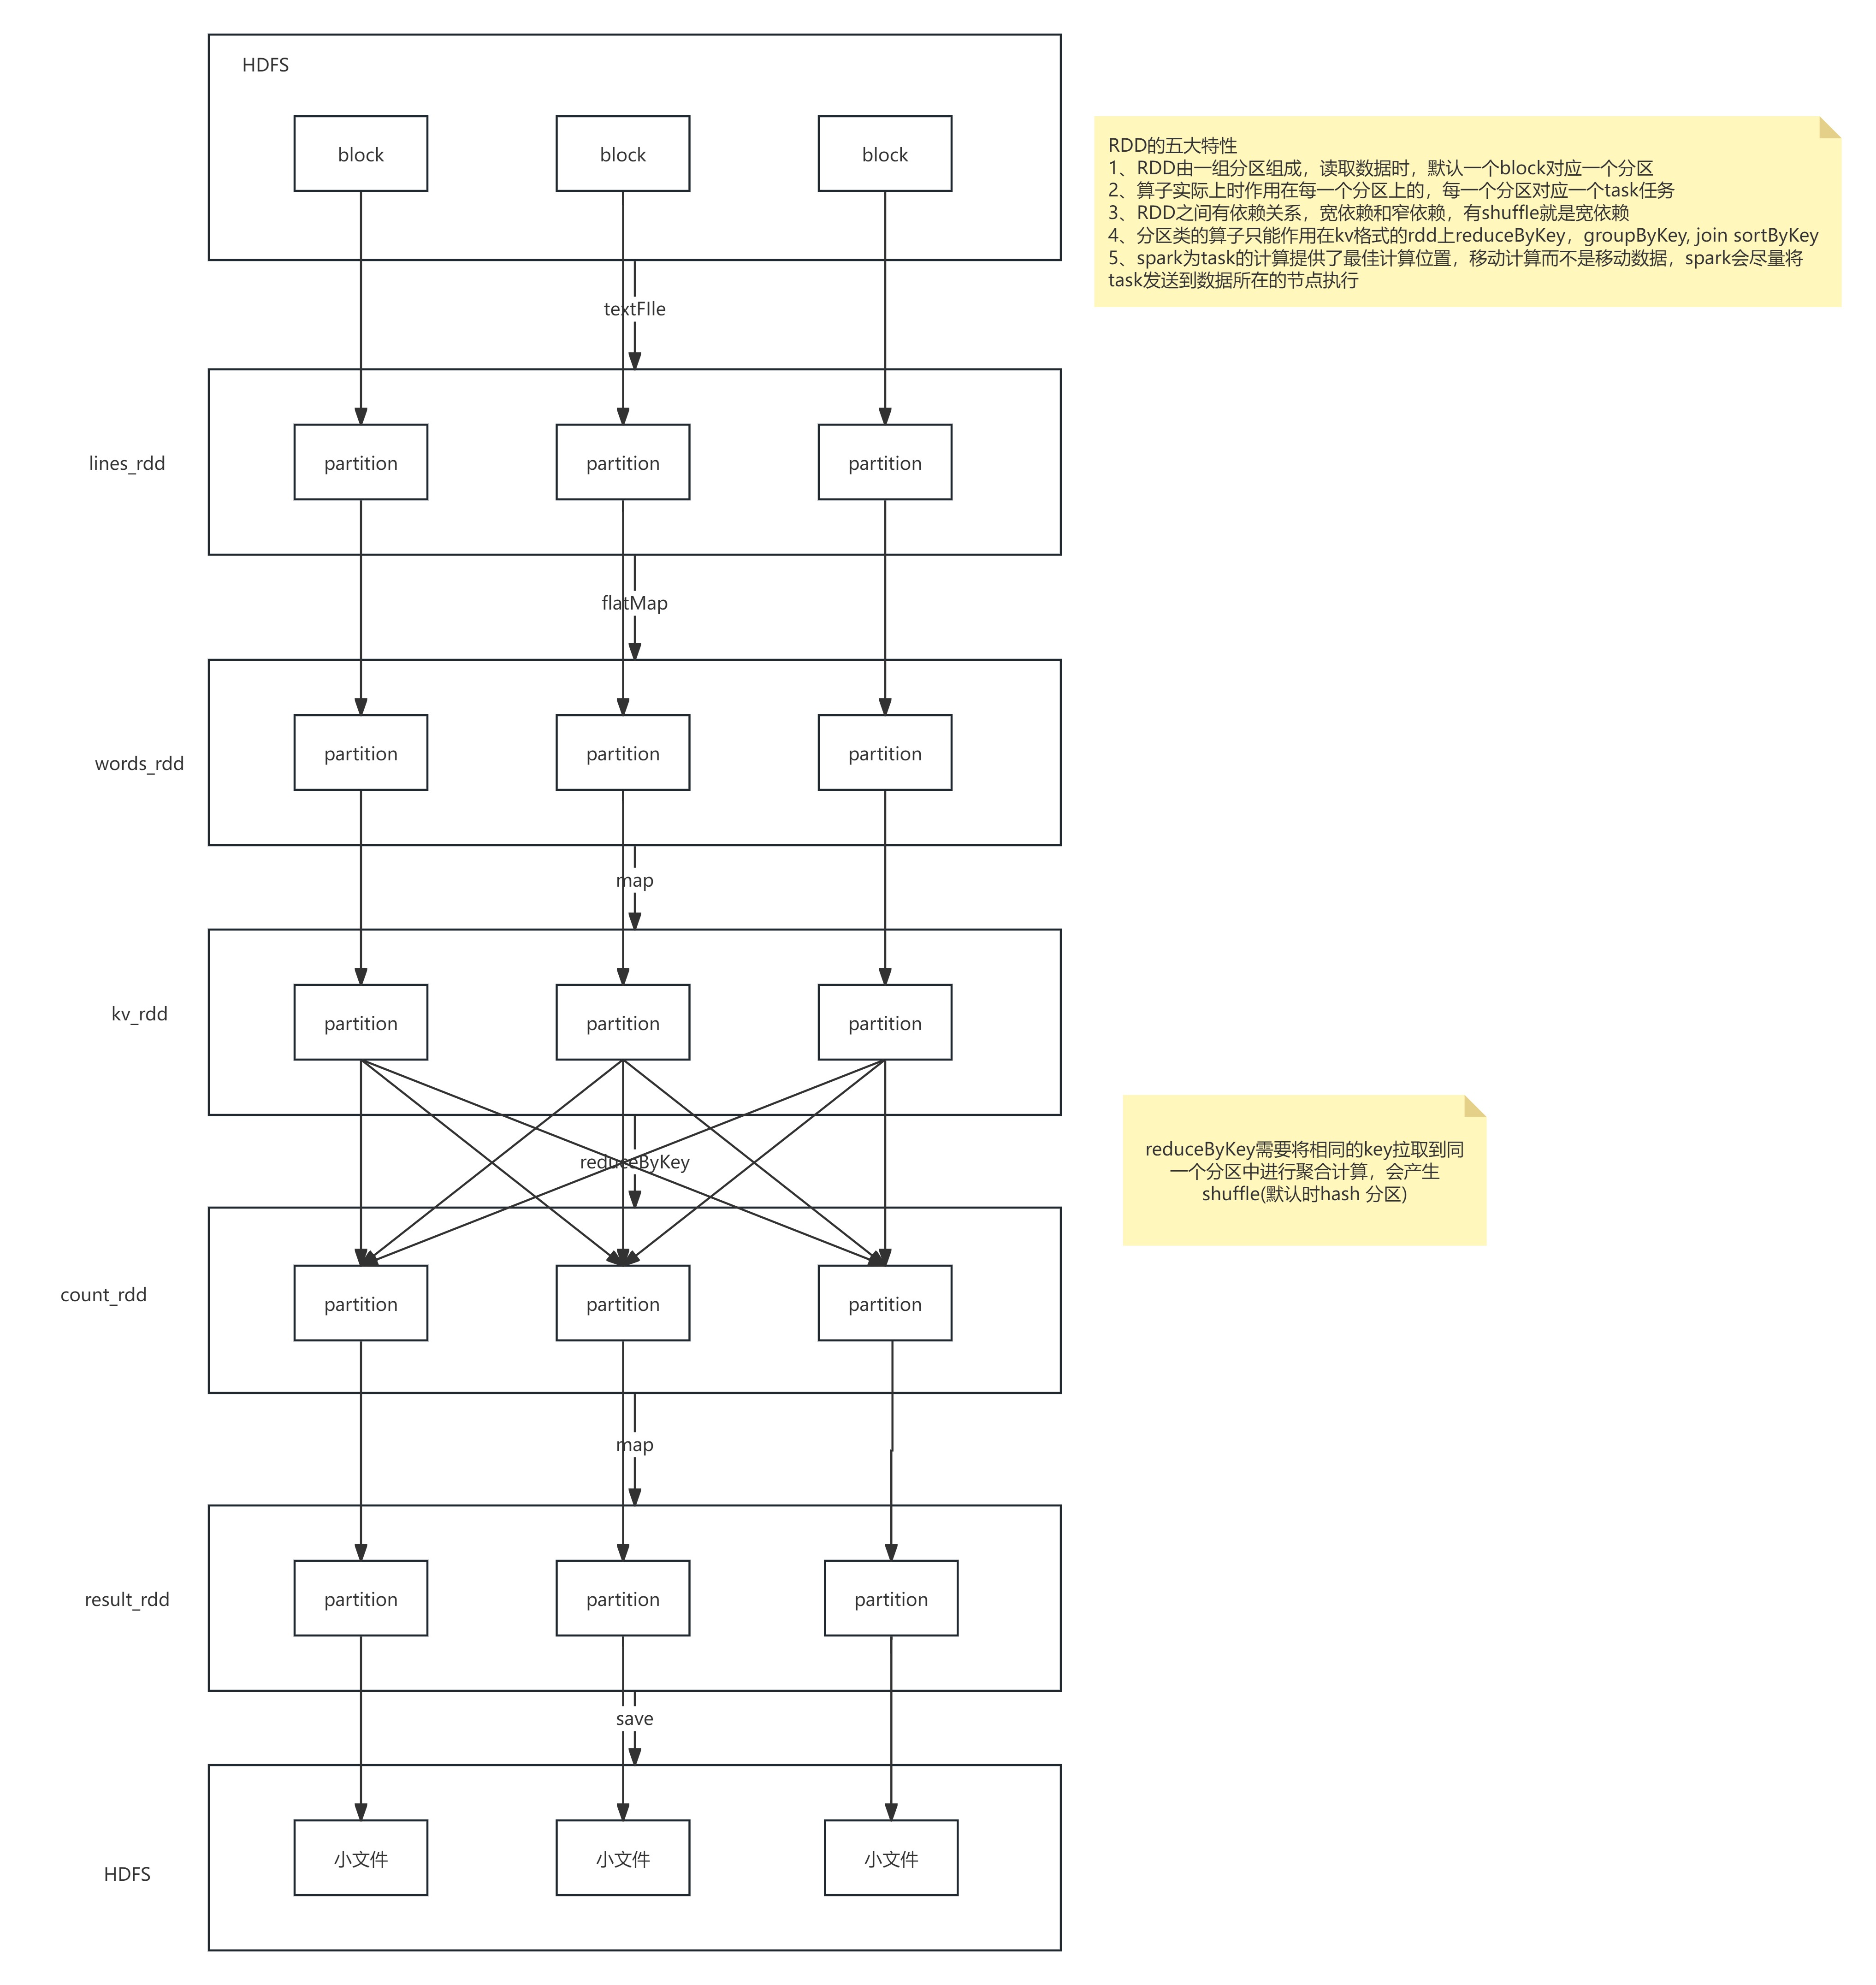 HDFS
block block block
RDD的五大特性
1、RDD由一组分区组成，读取数据时，默认一个block对应一个分区
2、算子实际上时作用在每一个分区上的，每一个分区对应一个task任务
3、RDD之间有依赖关系，宽依赖和窄依赖，有shuffle就是宽依赖
4、分区类的算子只能作用在kv格式的rdd上reduceByKey，groupByKey, join sortByKey
5、spark为task的计算提供了最佳计算位置，移动计算而不是移动数据，spark会尽量将
task发送到数据所在的节点执行
textFIle
lines_rdd partition partition partition
flatMap
words_rdd partition partition partition
map
kv_rdd partition partition partition
reduceByKey
reduceByKey需要将相同的key拉取到同
一个分区中进行聚合计算，会产生
shuffle(默认时hash 分区)
count_rdd partition partition partition
map
result_rdd partition partition partition
save
HDFS 小文件 小文件 小文件